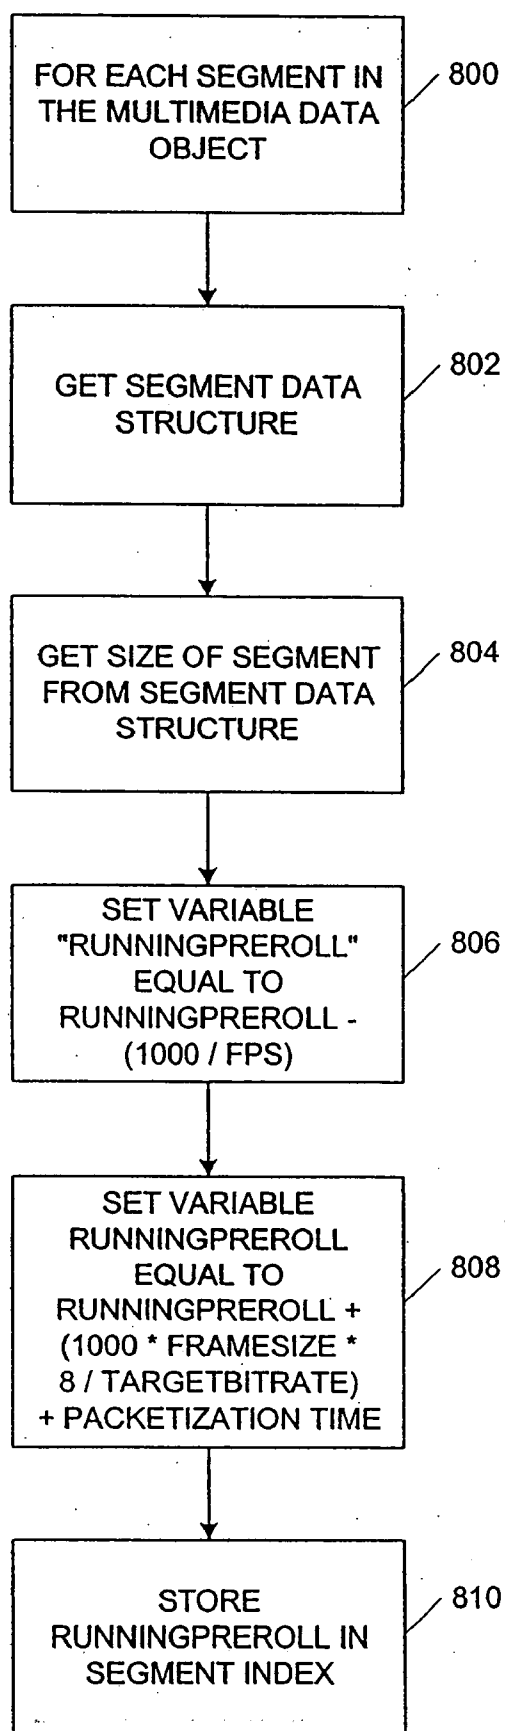 FOR EACH SEGMENT IN
THE MULTIMEDIA DATA
OBJECT
800
GET SEGMENT DATA
STRUCTURE
802
GET SIZE OF SEGMENT
FROM SEGMENT DATA
STRUCTURE
804
SET VARIABLE
"RUNNINGPREROLL"
EQUAL TO
RUNNINGPREROLL -
(1000 / FPS)
806
SET VARIABLE
RUNNINGPREROLL
EQUAL TO
RUNNINGPREROLL +
(1000 * FRAMESIZE *
8 / TARGETBITRATE)
+ PACKETIZATION TIME
808
STORE
RUNNINGPREROLL IN
SEGMENT INDEX
810